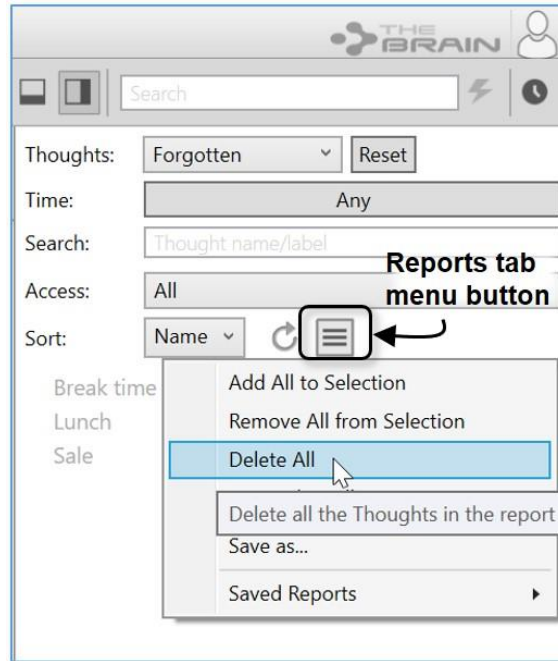 THE
BRAIN
Search
Thoughts: Forgotten Reset
Time: Any
Search: Thought name/label
Reports tab
Access: All menu button
Sort: Name
Break time Add All to Selection
Lunch Remove All from Selection
Sale Delete All
Delete all the Thoughts in the report
Save as...
Saved Reports